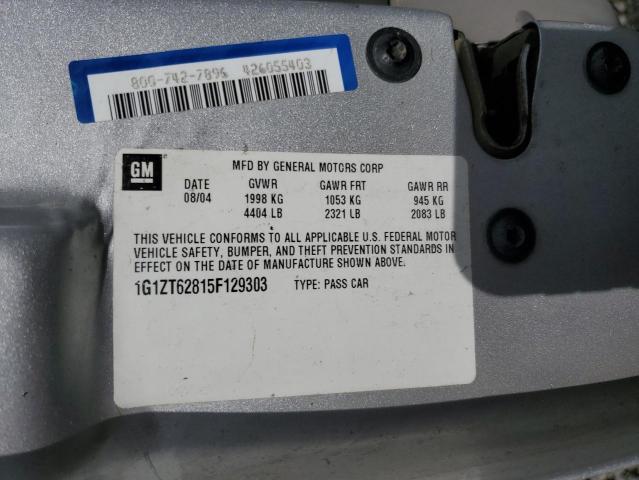 800-742-7896 426055403
GM
MFD BY GENERAL MOTORS CORP
DATE GVWR GAWR FRT GAWR RR
08/04 1998 KG 1053 KG 945 KG
4404 LB 2321 LB 2083 LB
THIS VEHICLE CONFORMS TO ALL APPLICABLE U.S. FEDERAL MOTOR
VEHICLE SAFETY, BUMPER, AND THEFT PREVENTION STANDARDS IN
EFFECT ON THE DATE OF MANUFACTURE SHOWN ABOVE.
1G1ZT62815F129303 TYPE: PASS CAR